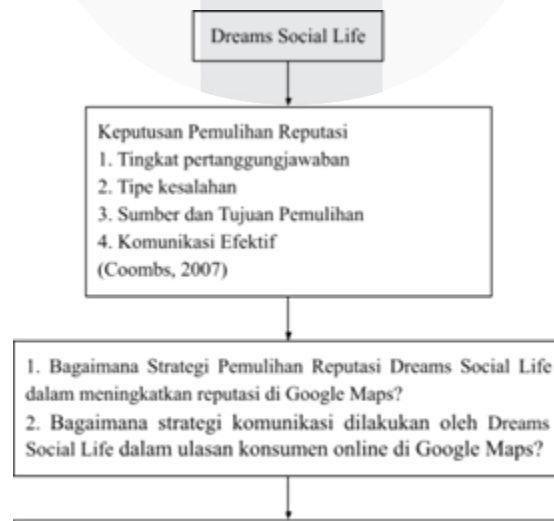 Dreams Social Life
Keputusan Pemulihan Reputasi
1. Tingkat pertanggungjawaban
2. Tipe kesalahan
3. Sumber dan Tujuan Pemulihan
4. Komunikasi Efektif
(Coombs, 2007)
1. Bagaimana Strategi Pemulihan Reputasi Dreams Social Life
dalam meningkatkan reputasi di Google Maps?
2. Bagaimana strategi komunikasi dilakukan oleh Dreams
Social Life dalam ulasan konsumen online di Google Maps?